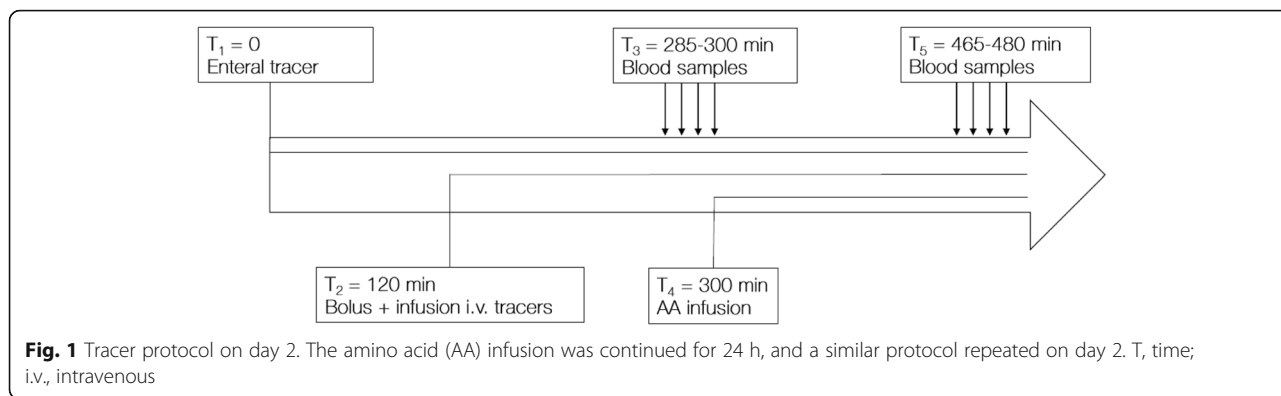 T₁ = 0
Enteral tracer
T₃ = 285-300 min
Blood samples
T₅ = 465-480 min
Blood samples
T₂ = 120 min
Bolus + infusion i.v. tracers
T₄ = 300 min
AA infusion
Fig. 1 Tracer protocol on day 2. The amino acid (AA) infusion was continued for 24 h, and a similar protocol repeated on day 2. T, time;
i.v., intravenous